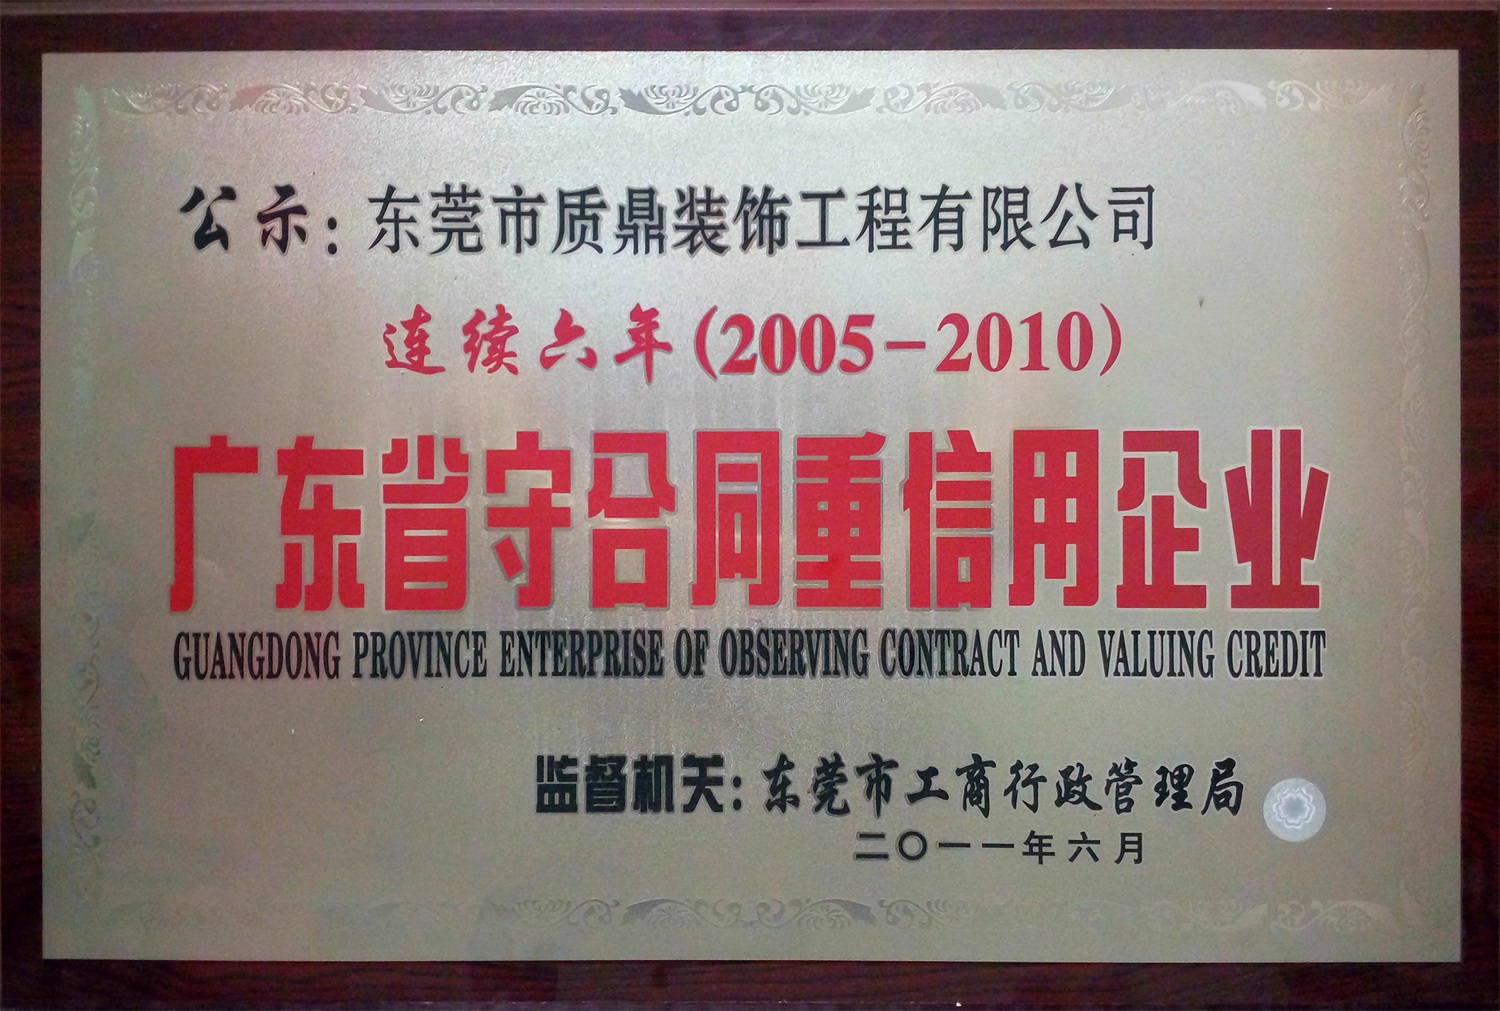 公示：东莞市质鼎装饰工程有限公司
连续六年(2005-2010)
广东省守合同重信用企业
GUANGDONG PROVINCE ENTERPRISE OF OBSERVING CONTRACT AND VALUING CREDIT
监督机关：东莞市工商行政管理局
二〇一一年六月